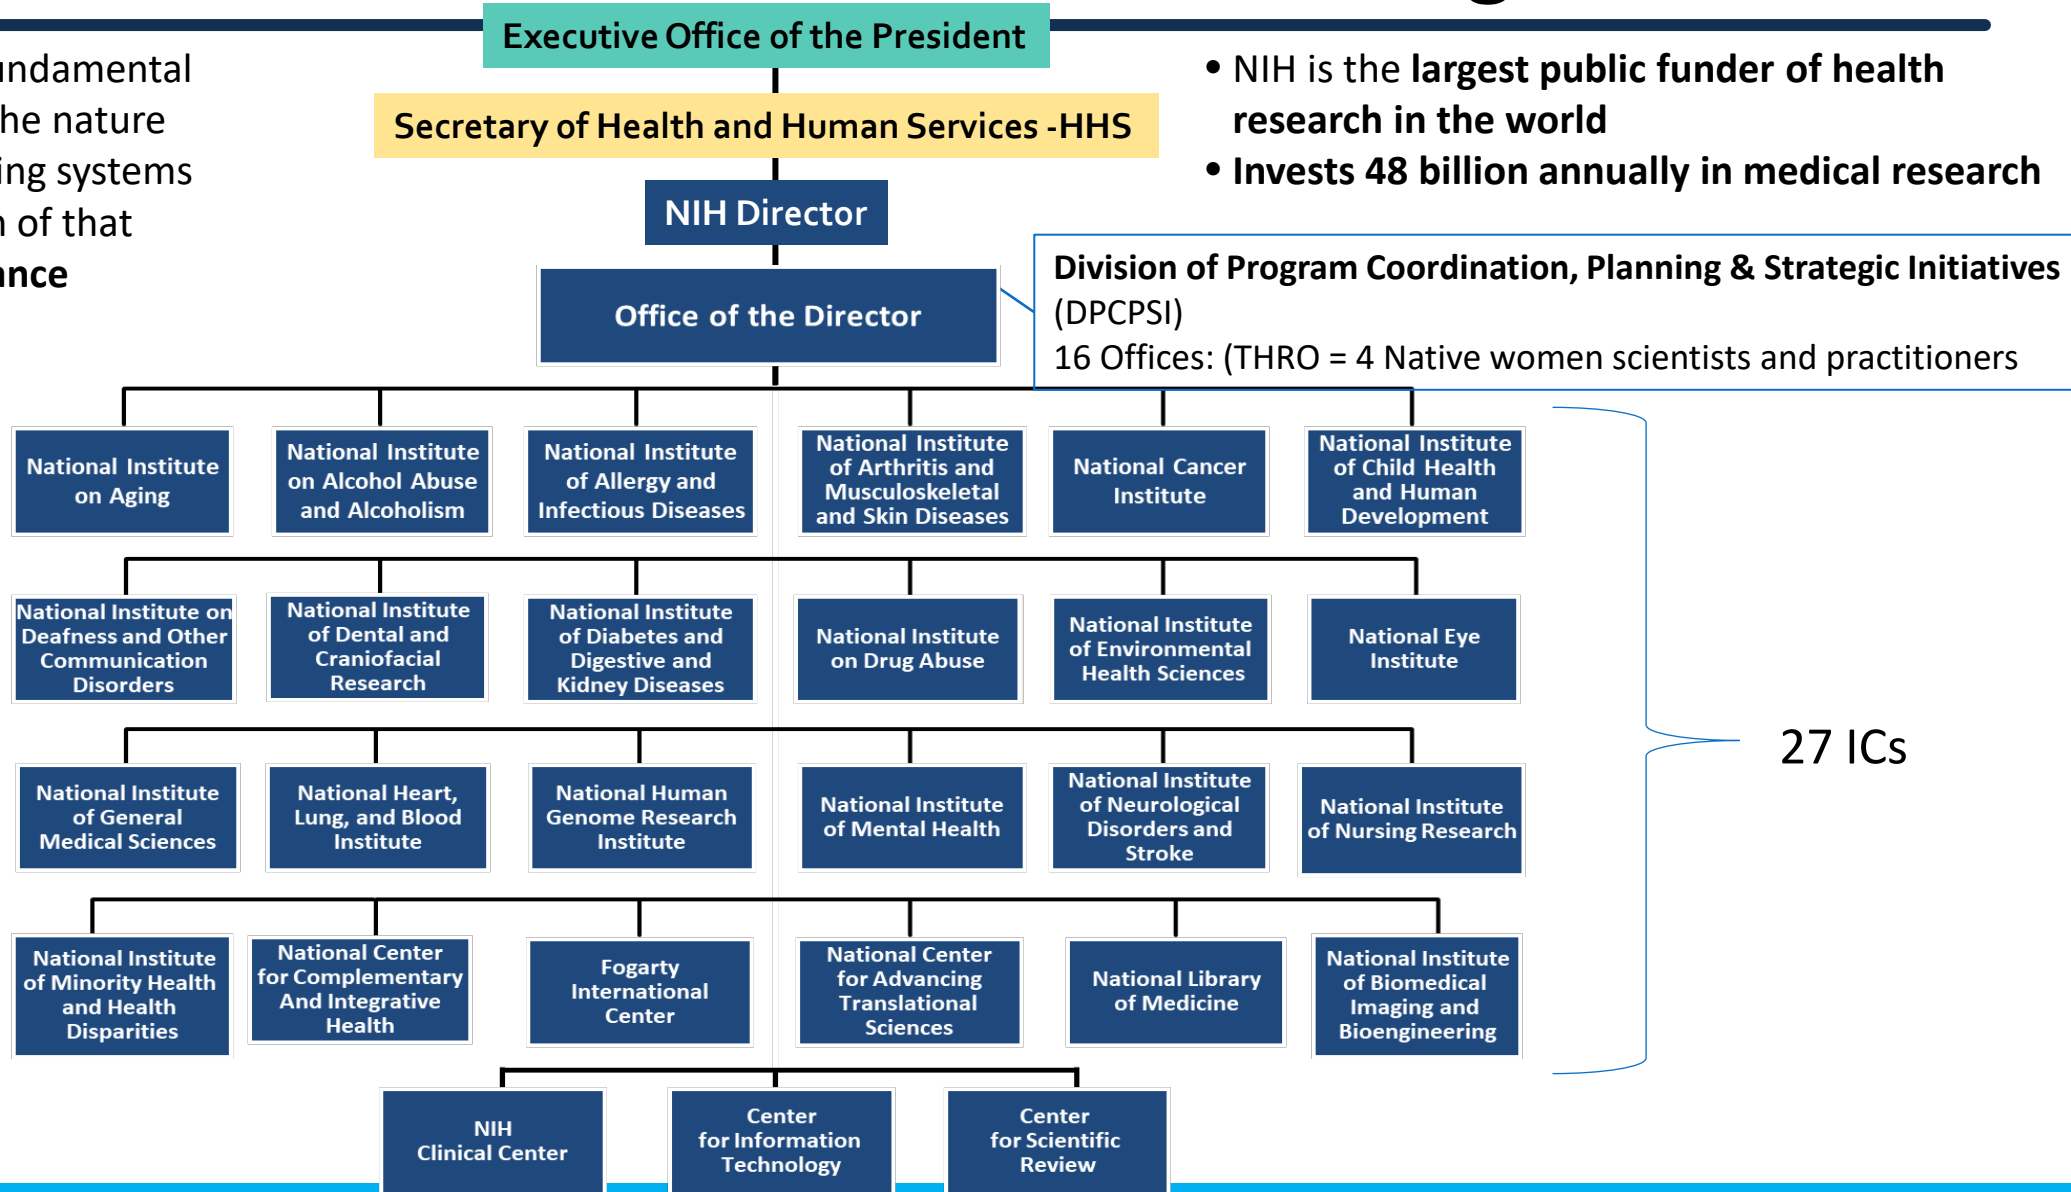 Executive Office of the President
Secretary of Health and Human Services -HHS
NIH Director
Office of the Director
he nature
ing systems
of that
• NIH is the largest public funder of health
research in the world
• Invests 48 billion annually in medical research
Division of Program Coordination, Planning & Strategic Initiatives
(DPCPSI)
16 Offices: (THRO = 4 Native women scientists and practitioners
National Institute
on Aging
National Institute
on Alcohol Abuse
and Alcoholism
National Institute
of Allergy and
Infectious Diseases
National Institute
of Arthritis and
Musculoskeletal
and Skin Diseases
National Cancer
Institute
National Institute
of Child Health
and Human
Development
National Institute on
Deafness and Other
Communication
Disorders
National Institute
of Dental and
Craniofacial
Research
National Institute
of Diabetes and
Digestive and
Kidney Diseases
National Institute
on Drug Abuse
National Institute
of Environmental
Health Sciences
National Eye
Institute
National Institute
of General
Medical Sciences
National Heart,
Lung, and Blood
Institute
National Human
Genome Research
Institute
National Institute
of Mental Health
National Institute
of Neurological
Disorders and
Stroke
National Institute
of Nursing Research
National Institute
of Minority Health
and Health
Disparities
National Center
for Complementary
And Integrative
Health
Fogarty
International
Center
National Center
for Advancing
Translational
Sciences
National Library
of Medicine
National Institute
of Biomedical
Imaging and
Bioengineering
NIH
Clinical Center
Center
for Information
Technology
Center
for Scientific
Review
27 ICs